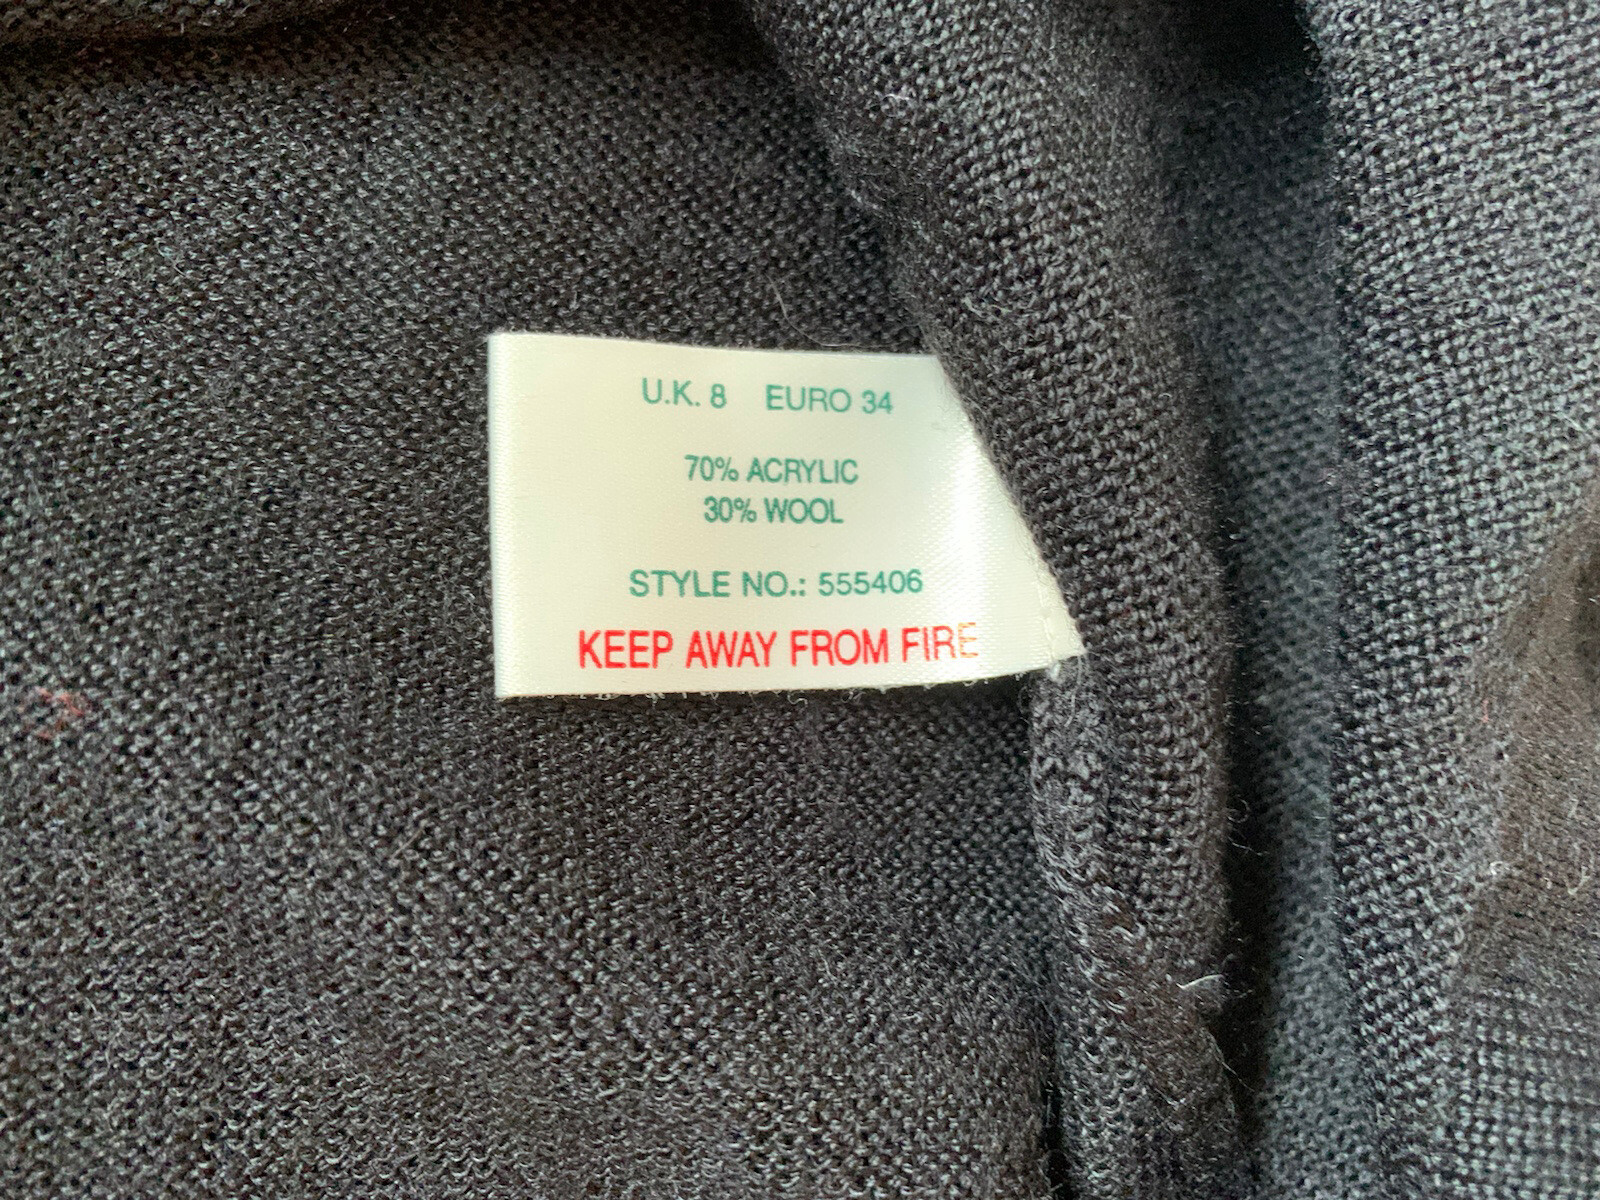 U.K. 8 EURO 34
70% ACRYLIC
30% WOOL
STYLE NO.: 555406
KEEP AWAY FROM FIRE